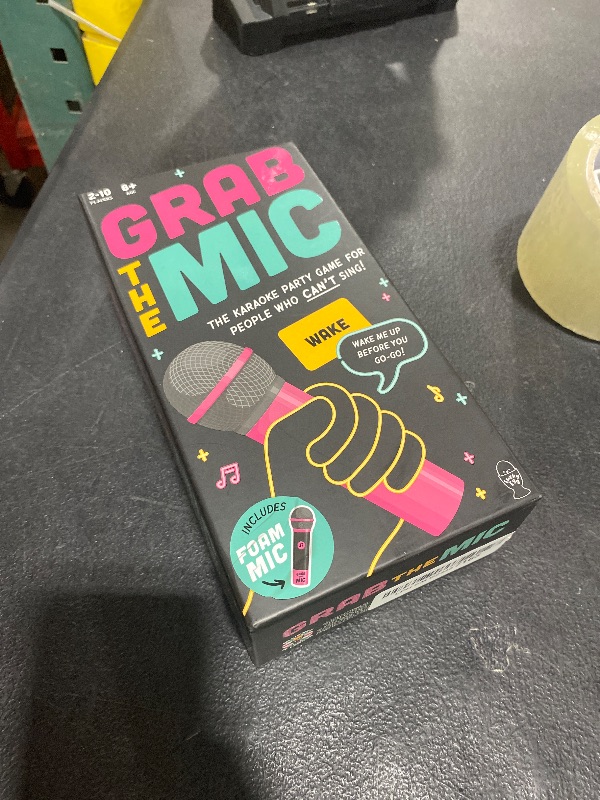 2-10
PLAYERS
8+
AGE
GRAB
THE
MIC
THE KARAOKE PARTY GAME FOR
PEOPLE WHO CAN'T SING!
WAKE
WAKE ME UP
BEFORE YOU
GO-GO!
INCLUDES
FOAM
MIC
GRAB THE MIC